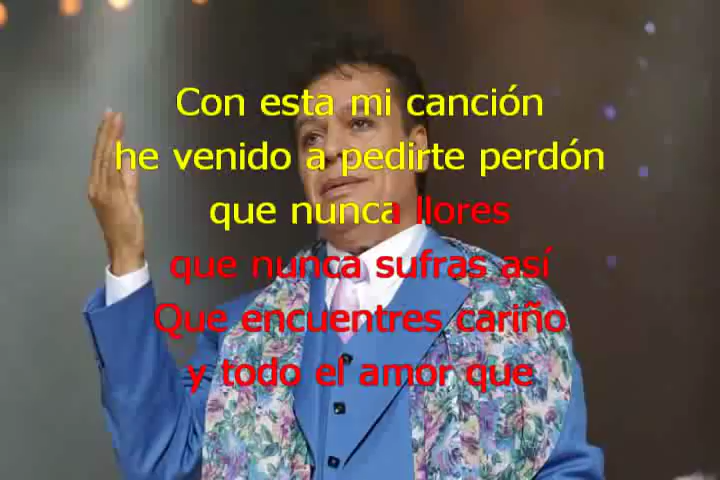 Con esta mi canción
he venido a pedirte perdón
que nunca llores
que nunca sufras así
Que encuentres cariño
y todo el amor que